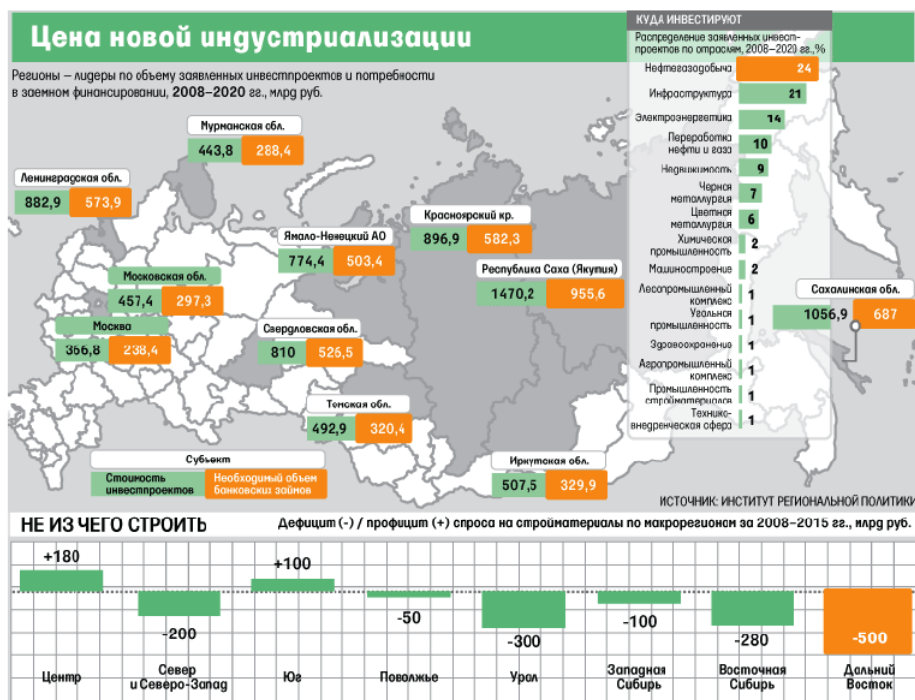 Цена новой индустриализации
Регионы – лидеры по объему заявленных инвестпроектов и потребности
в заемном финансировании, 2008–2020 гг., млрд руб.
КУДА ИНВЕСТИРУЮТ
Распределение заявленных инвест-
проектов по отраслям, 2008–2020 гг.,%
Нефтегазодобыча 24
Инфраструктура 21
Электроэнергетика 14
Переработка
нефти и газа 10
Недвижимость 9
Черная
металлургия 7
Цветная
металлургия 6
Химическая
промышленность 2
Машиностроение 2
Лесопромышленный
комплекс 1
Угольная
промышленность 1
Здравоохранение 1
Агропромышленный
комплекс 1
Промышленность
стройматериалов 1
Технико-
внедренческая сфера 1
Мурманская обл.
443,8 288,4
Ленинградская обл.
882,9 573,9
Красноярский кр.
896,9 582,3
Ямало-Ненецкий АО
774,4 503,4
Республика Саха (Якутия)
1470,2 955,6
Московская обл.
457,4 297,3
Сахалинская обл.
1056,9 687
Москва
366,8 238,4
Свердловская обл.
810 526,5
Томская обл.
492,9 320,4
Иркутская обл.
507,5 329,9
Субъект
Стоимость
инвестпроектов
Необходимый объем
банковских займов
ИСТОЧНИК: ИНСТИТУТ РЕГИОНАЛЬНОЙ ПОЛИТИКИ
НЕ ИЗ ЧЕГО СТРОИТЬ
Дефицит (-) / профицит (+) спроса на стройматериалы по макрорегионам за 2008–2015 гг., млрд руб.
+180
-200
+100
-50
-300
-100
-280
-500
Центр
Север
и Северо-Запад
Юг
Поволжье
Урал
Западная
Сибирь
Восточная
Сибирь
Дальний
Восток